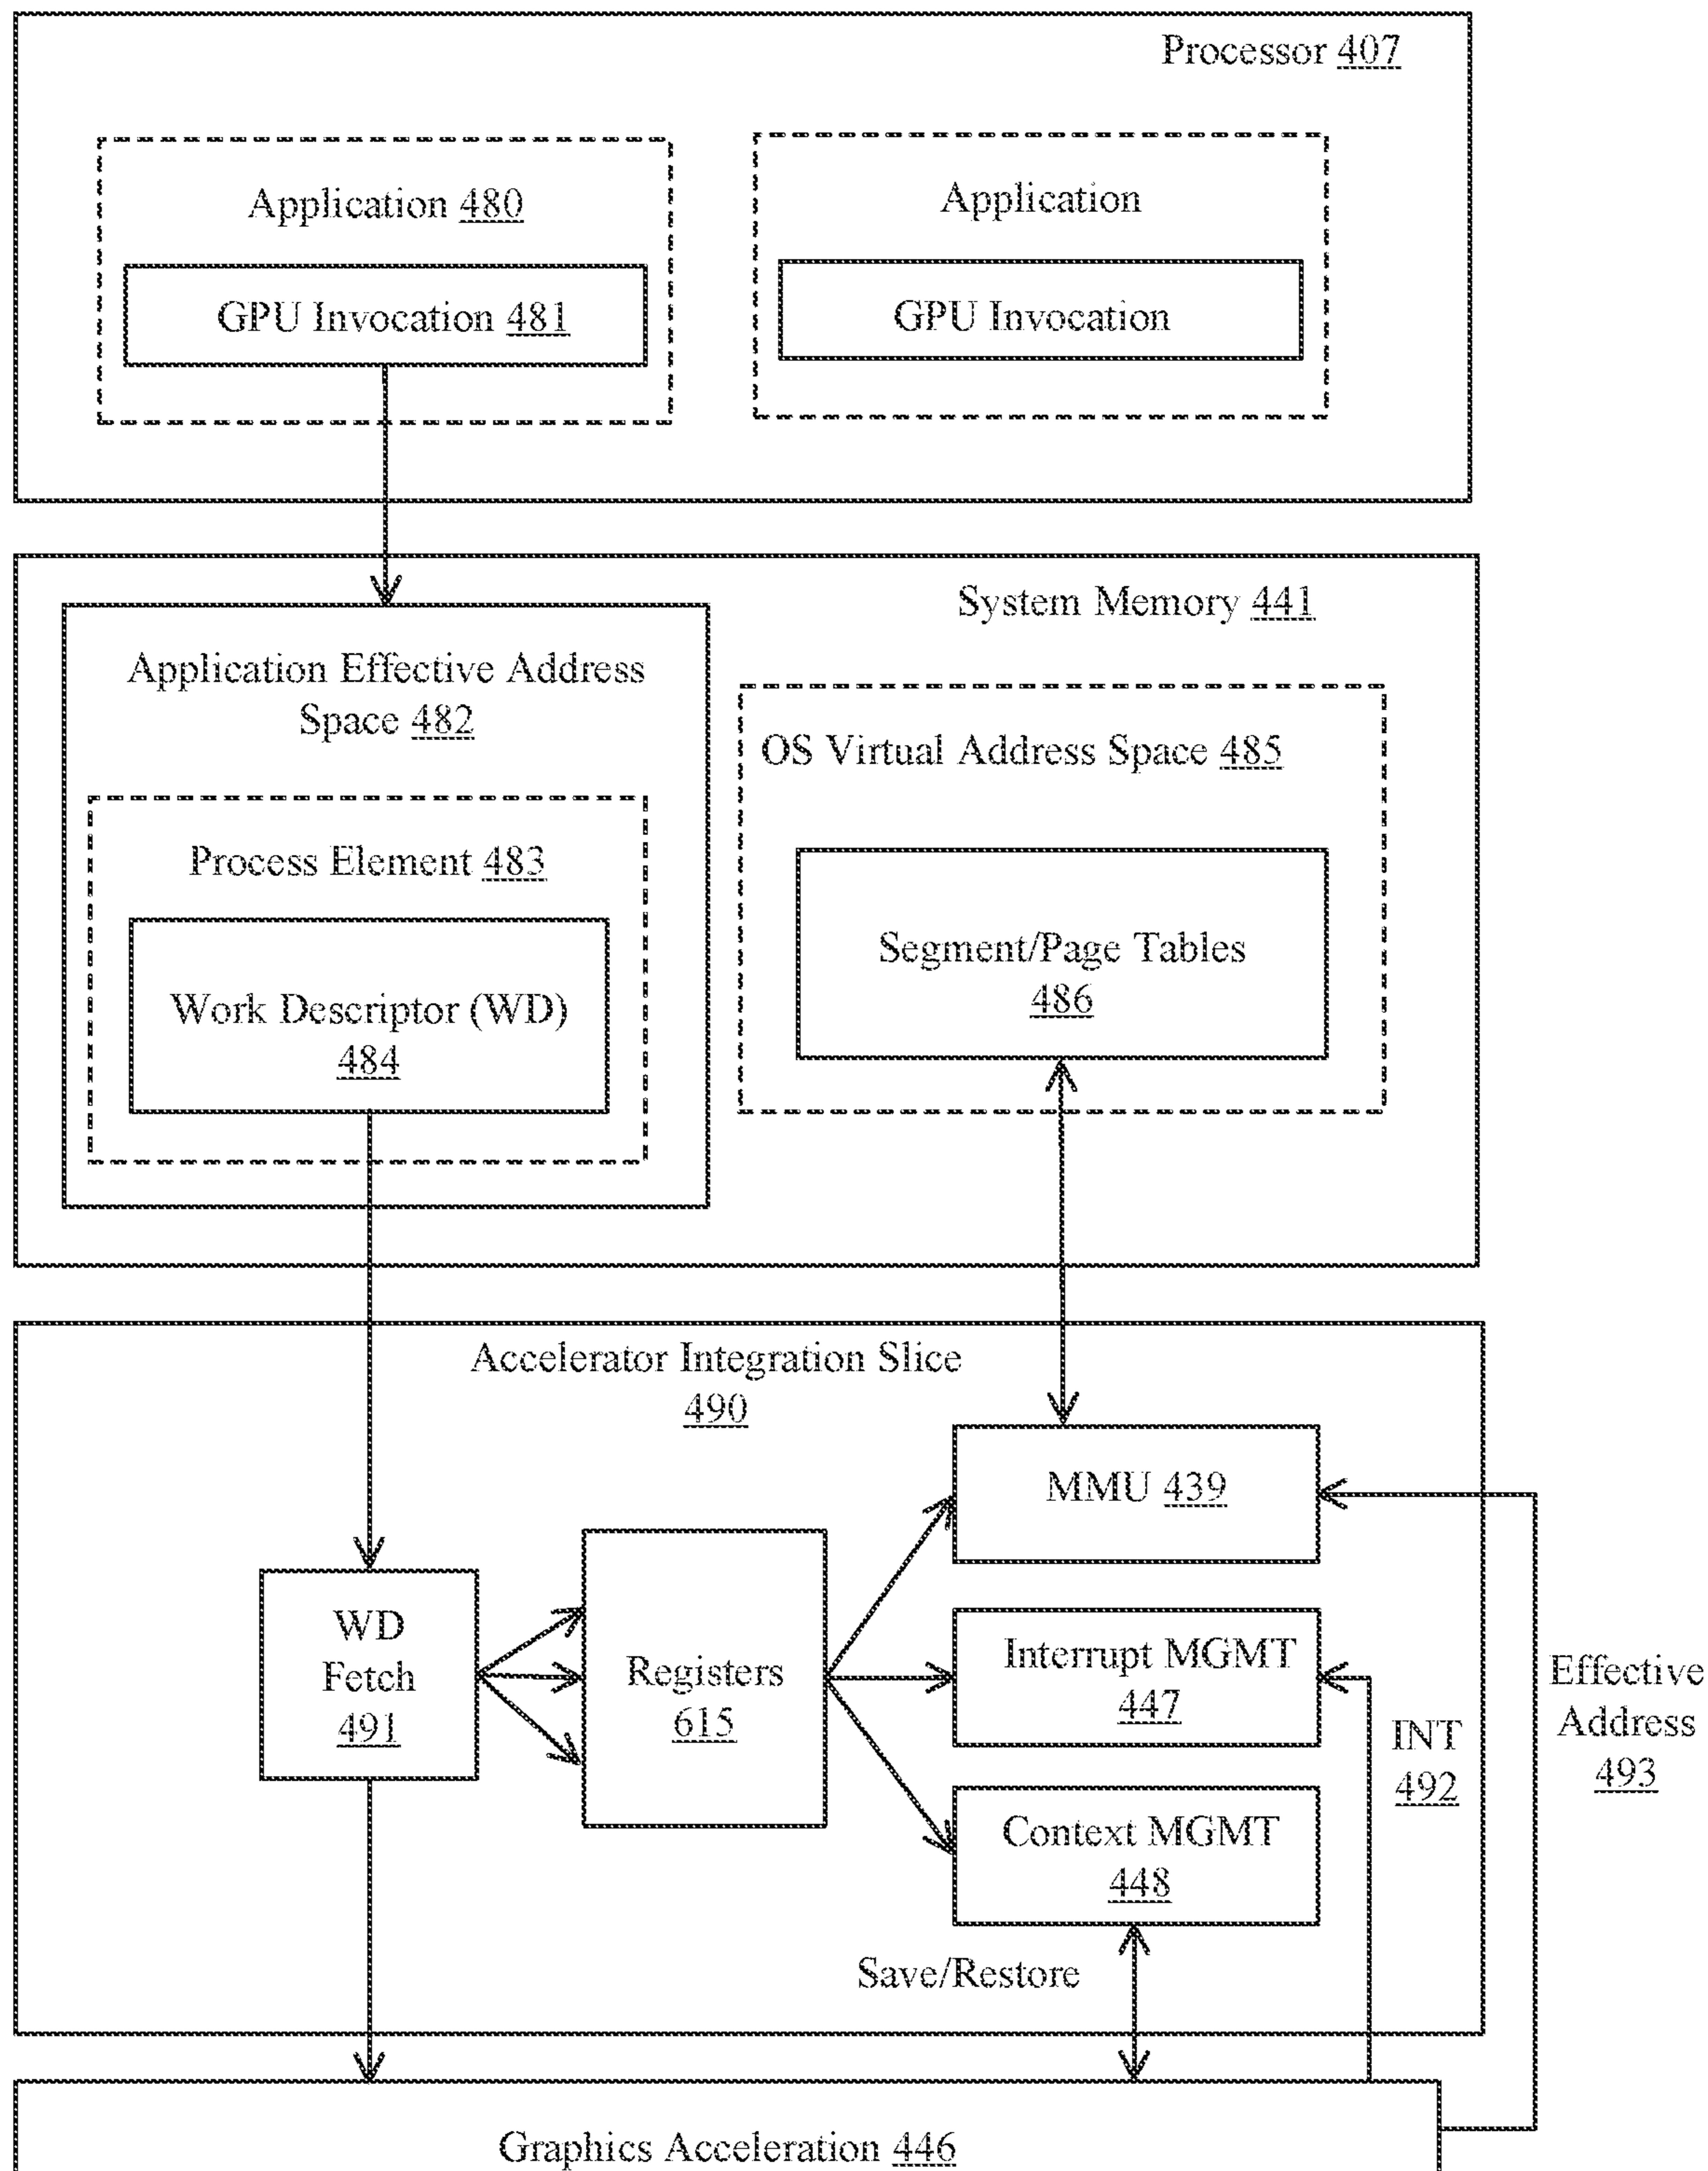 Processor 407
Application 480
Application
GPU Invocation 481
GPU Invocation
System Memory 441
Application Effective Address
Space 482
OS Virtual Address Space 485
Process Element 483
Segment/Page Tables
486
Work Descriptor (WD)
484
Accelerator Integration Slice
490
MMU 439
WD
Fetch
491
Registers
615
Interrupt MGMT
447
INT
492
Effective
Address
493
Context MGMT
448
Save/Restore
Graphics Acceleration 446